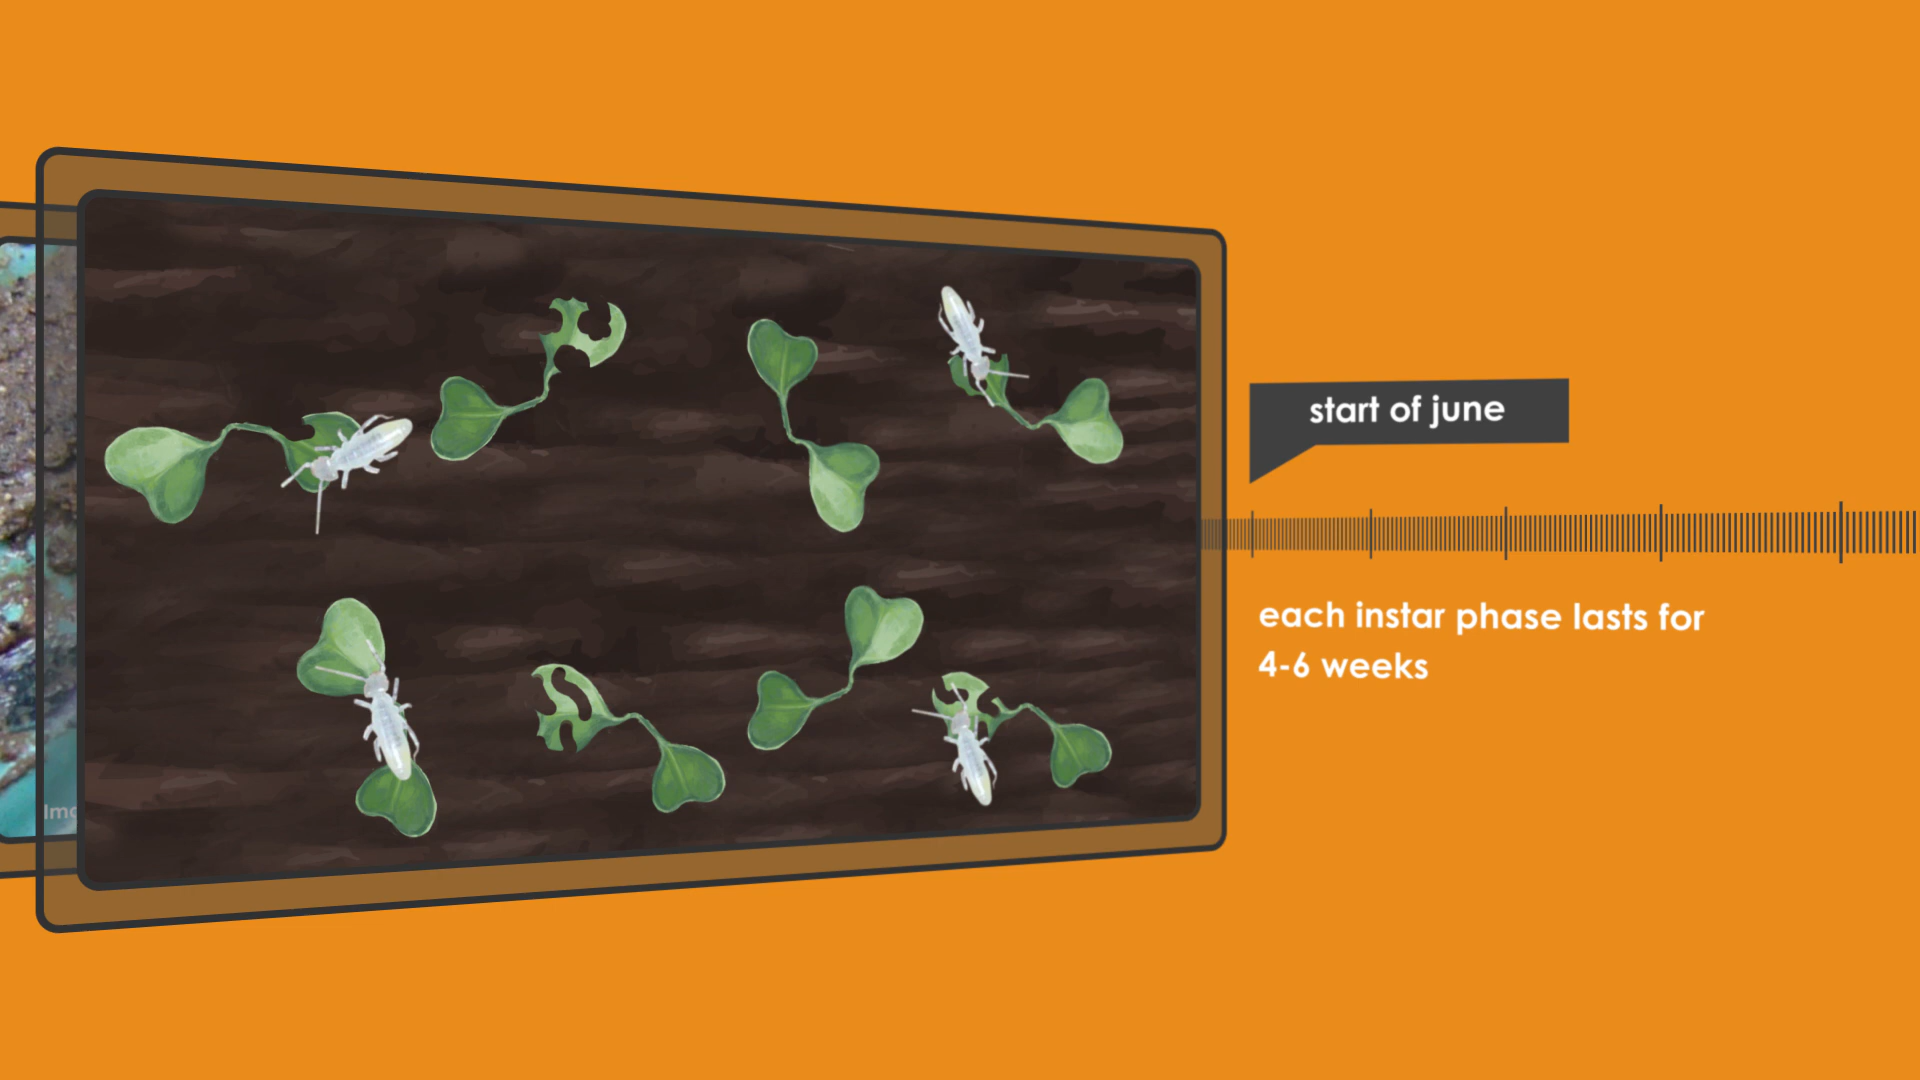 start of june
each instar phase lasts for
4-6 weeks